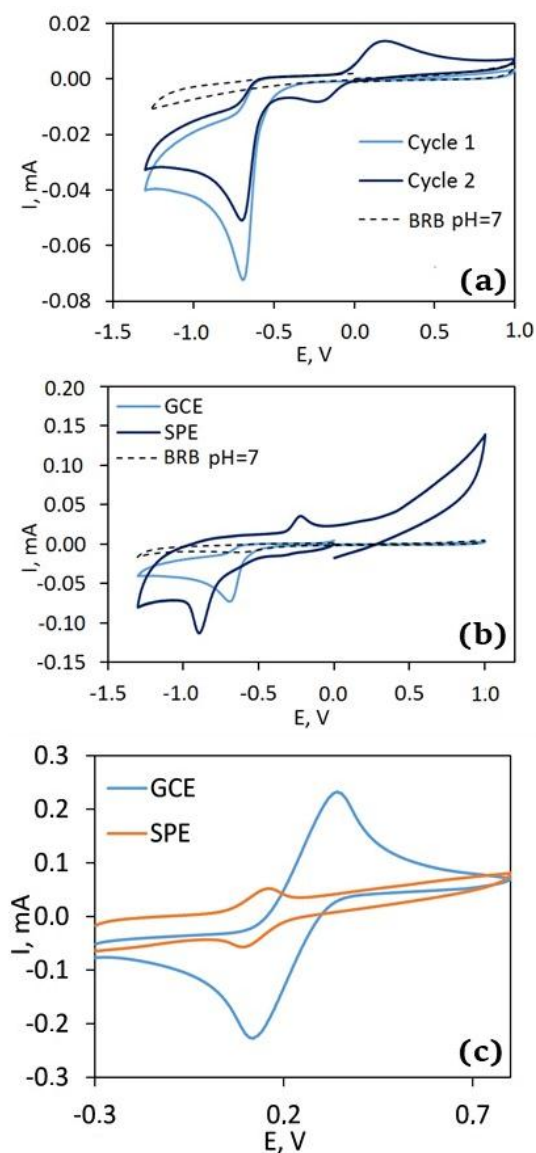 0.02
0.00
-0.02
-0.04
-0.06
-0.08
I, mA
Cycle 1
Cycle 2
BRB pH=7
(a)
-1.5 -1.0 -0.5 0.0 0.5 1.0
E, V
0.20
0.15
0.10
0.05
0.00
-0.05
-0.10
-0.15
I, mA
GCE
SPE
BRB pH=7
(b)
-1.5 -1.0 -0.5 0.0 0.5 1.0
E, V
0.3
0.2
0.1
0.0
-0.1
-0.2
-0.3
I, mA
GCE
SPE
(c)
-0.3 0.2 0.7
E, V